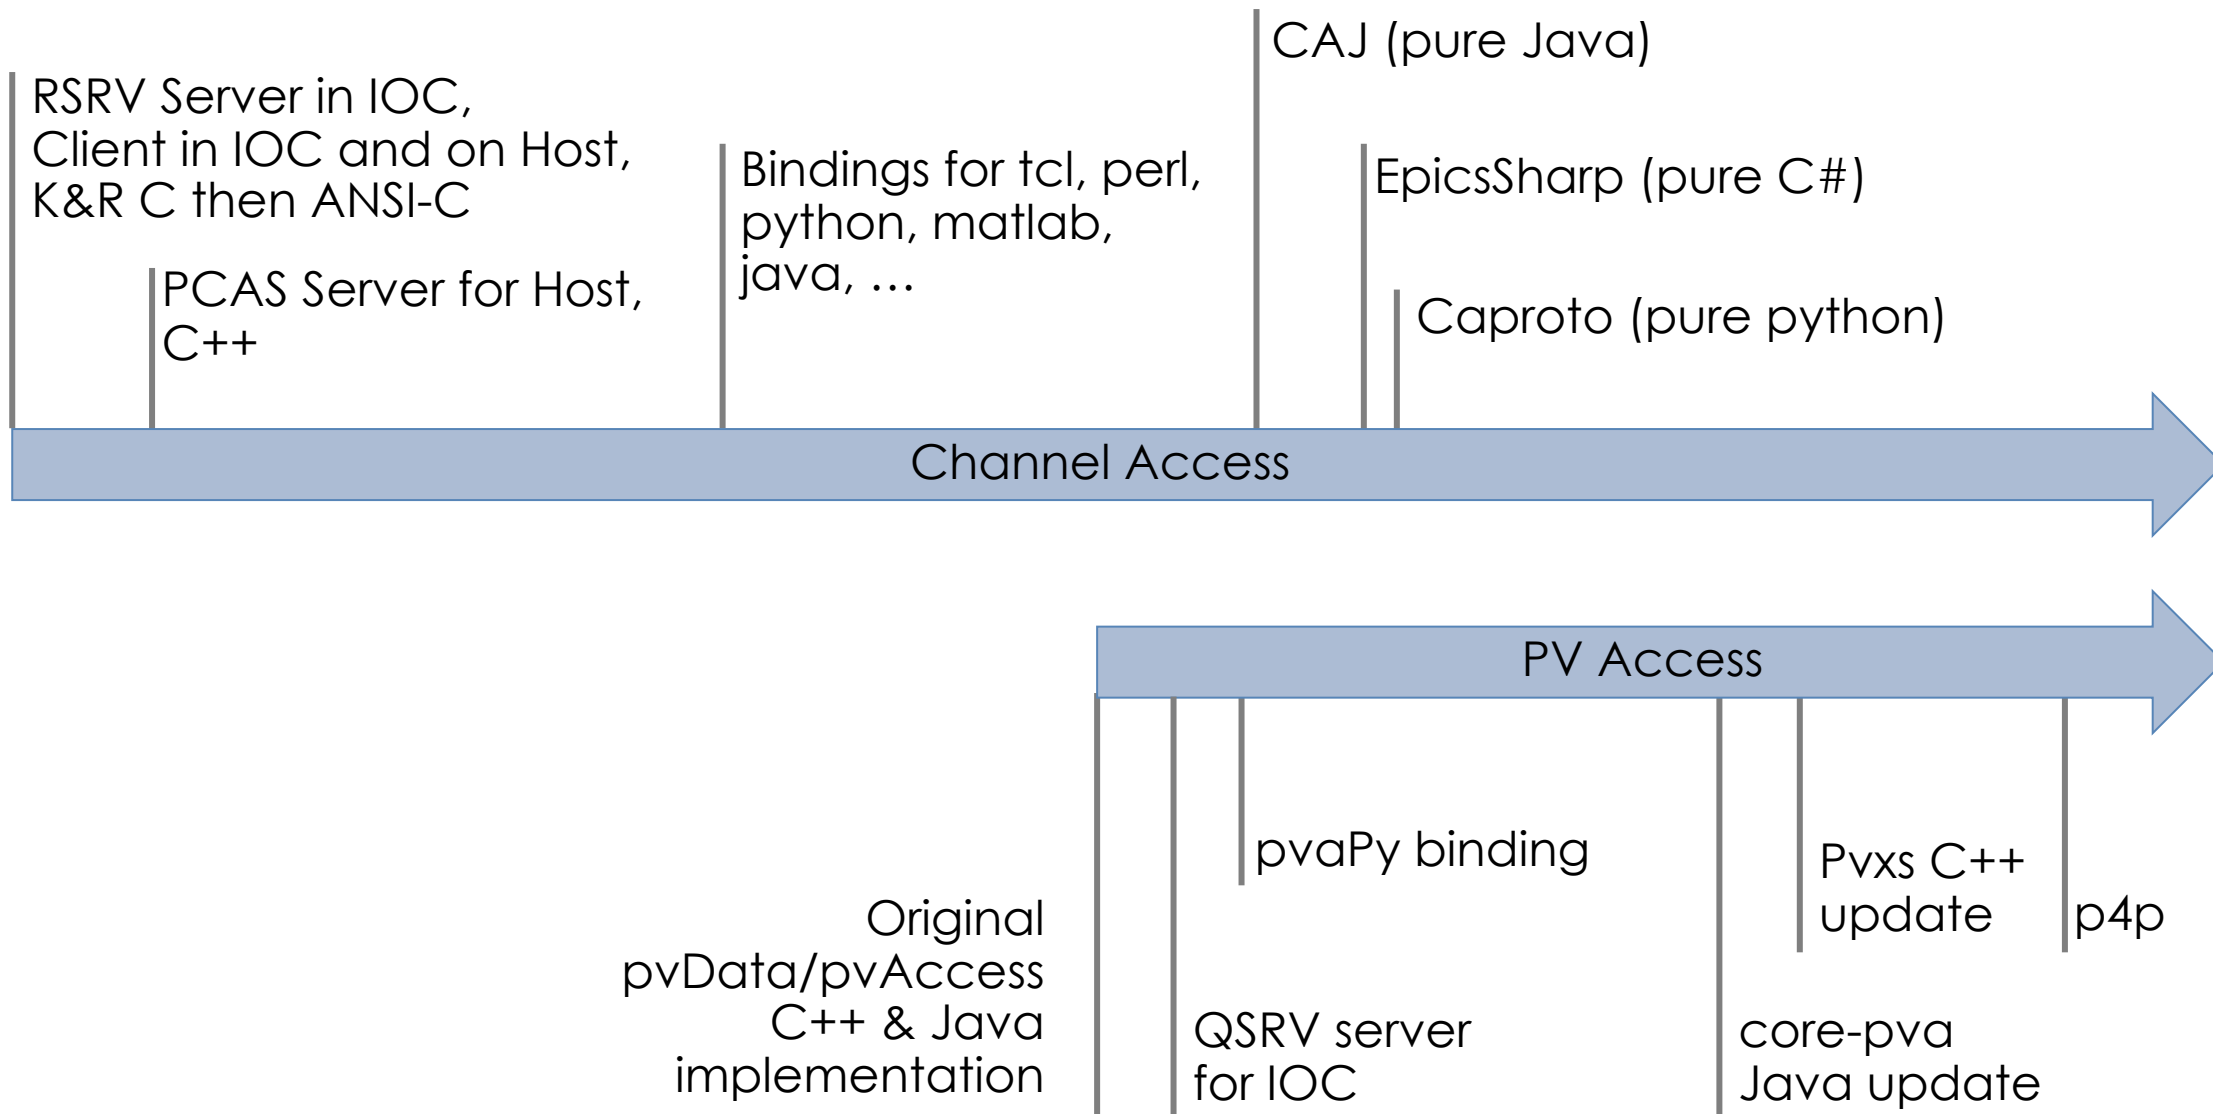 RSRV Server in IOC,
Client in IOC and on Host,
K&R C then ANSI-C
PCAS Server for Host,
C++
Bindings for tcl, perl,
python, matlab,
java, …
CAJ (pure Java)
EpicsSharp (pure C#)
Caproto (pure python)
Channel Access
PV Access
Original
pvData/pvAccess
C++ & Java
implementation
QSRV server
for IOC
pvaPy binding
core-pva
Java update
Pvxs C++
update
p4p